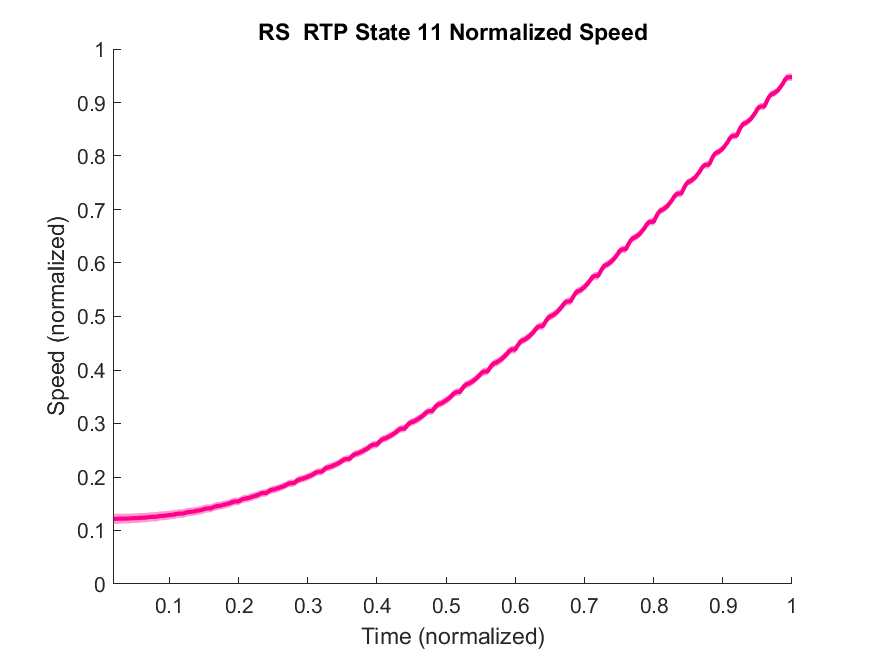 RS  RTP State 11 Normalized Speed
1
0.9
0.8
0.7
0.6
0.5
0.4
0.3
0.2
0.1
0
Speed (normalized)
0.1 0.2 0.3 0.4 0.5 0.6 0.7 0.8 0.9 1
Time (normalized)